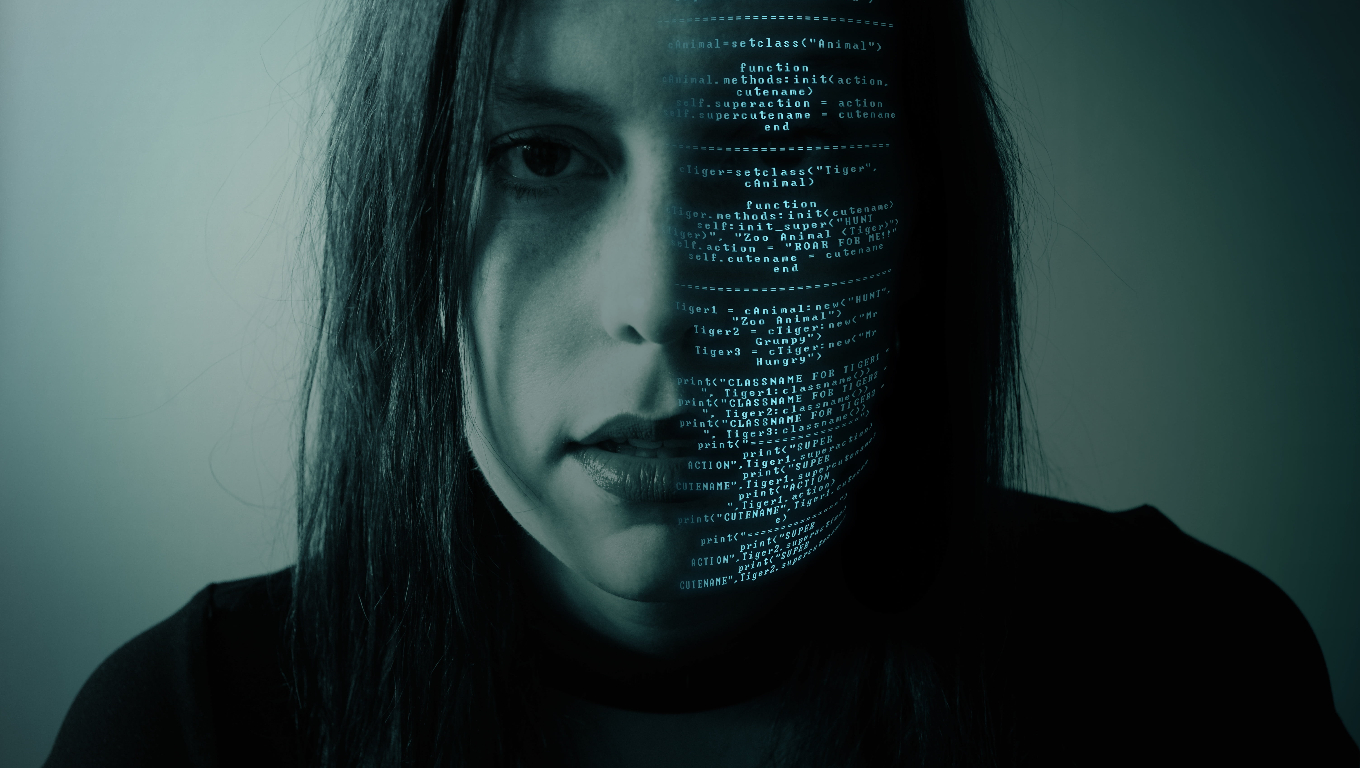 ====================================
cAnimal=setclass("Animal")
function
cAnimal.methods:init(action,
cutename)
self.superaction = action
self.supercutename = cutename
end
====================================
cTiger=setclass("Tiger",
cAnimal)
function
cTiger.methods:init(cutename)
self:init_super("HUNT
(Tiger)", "Zoo Animal (Tiger)")
self.action = "ROAR FOR ME!!"
self.cutename = cutename
end
====================================
Tiger1 = cAnimal:new("HUNT",
"Zoo Animal")
Tiger2 = cTiger:new("Mr
Grumpy")
Tiger3 = cTiger:new("Mr
Hungry")
print("CLASSNAME FOR TIGER1 =
", Tiger1:classname())
print("CLASSNAME FOR TIGER2 =
", Tiger2:classname())
print("CLASSNAME FOR TIGER3 =
", Tiger3:classname())
print("===============")
print("SUPER
ACTION",Tiger1.superaction)
print("SUPER
CUTENAME",Tiger1.supercutename)
print("ACTION
",Tiger1.action)
print("CUTENAME",Tiger1.cutenam
e)
print("===============")
print("SUPER
ACTION",Tiger2.superaction)
print("SUPER
CUTENAME",Tiger2.supercutename)